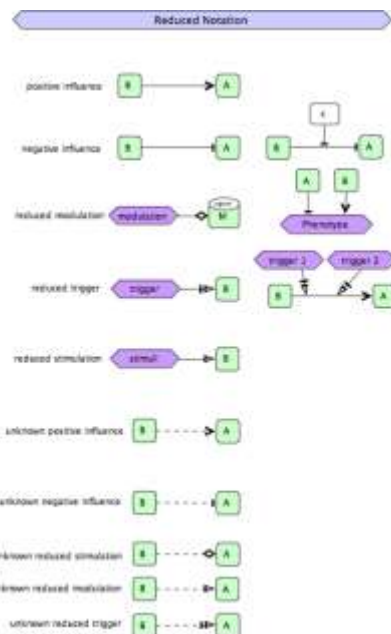 Reduced Notation
positive influence B A
negative influence B A
reduced modulation modulation M
reduced trigger trigger B
reduced stimulation stimuli B
unknown positive influence B A
unknown negative influence B A
unknown reduced stimulation B A
unknown reduced modulation B A
unknown reduced trigger B A
B A
A B
Phenotype
trigger 1 trigger 2
B A